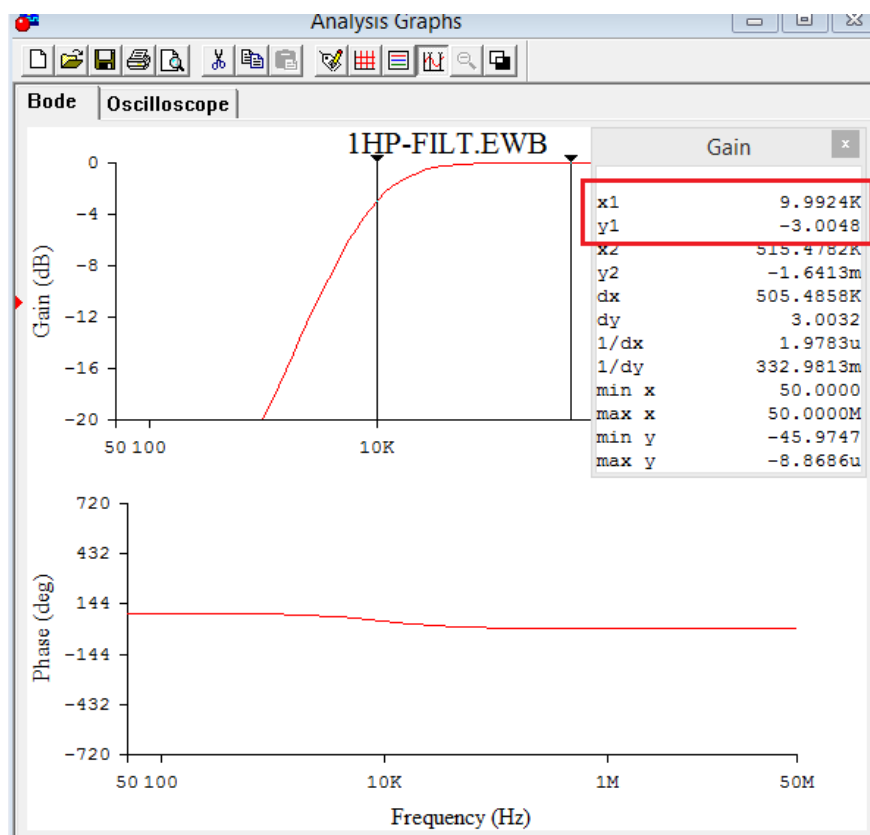 Analysis Graphs
Bode
Oscilloscope
1HP-FILT.EWB
Gain (dB)
0
-4
-8
-12
-16
-20
50 100
10K
Gain
x
x1 9.9924K
y1 -3.0048
x2 515.4782K
y2 -1.6413m
dx 505.4858K
dy 3.0032
1/dx 1.9783u
1/dy 332.9813m
min x 50.0000
max x 50.0000M
min y -45.9747
max y -8.8686u
Phase (deg)
720
432
144
-144
-432
-720
50 100
10K
1M
50M
Frequency (Hz)